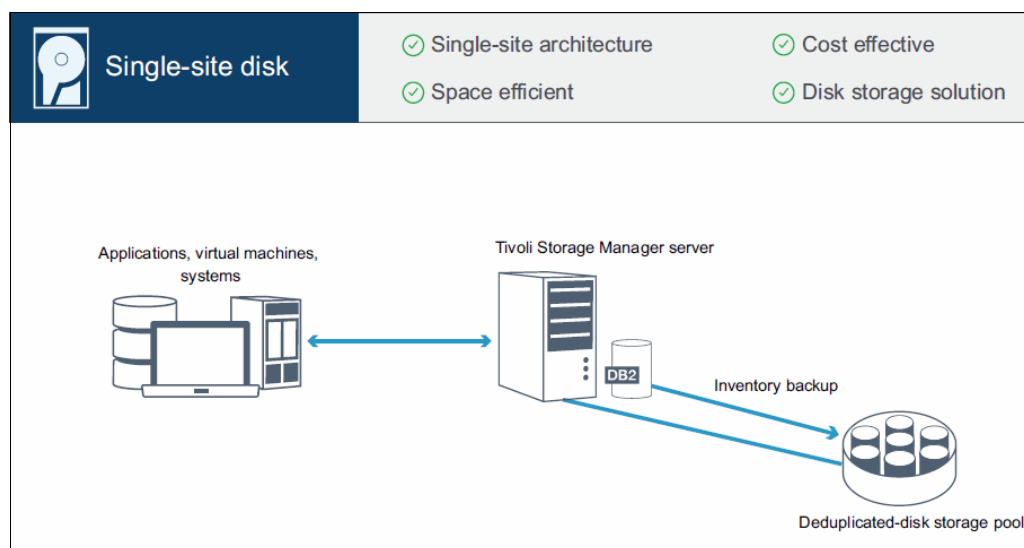 Single-site disk
Single-site architecture
Cost effective
Space efficient
Disk storage solution
Applications, virtual machines,
systems
Tivoli Storage Manager server
DB2
Inventory backup
Deduplicated-disk storage pool